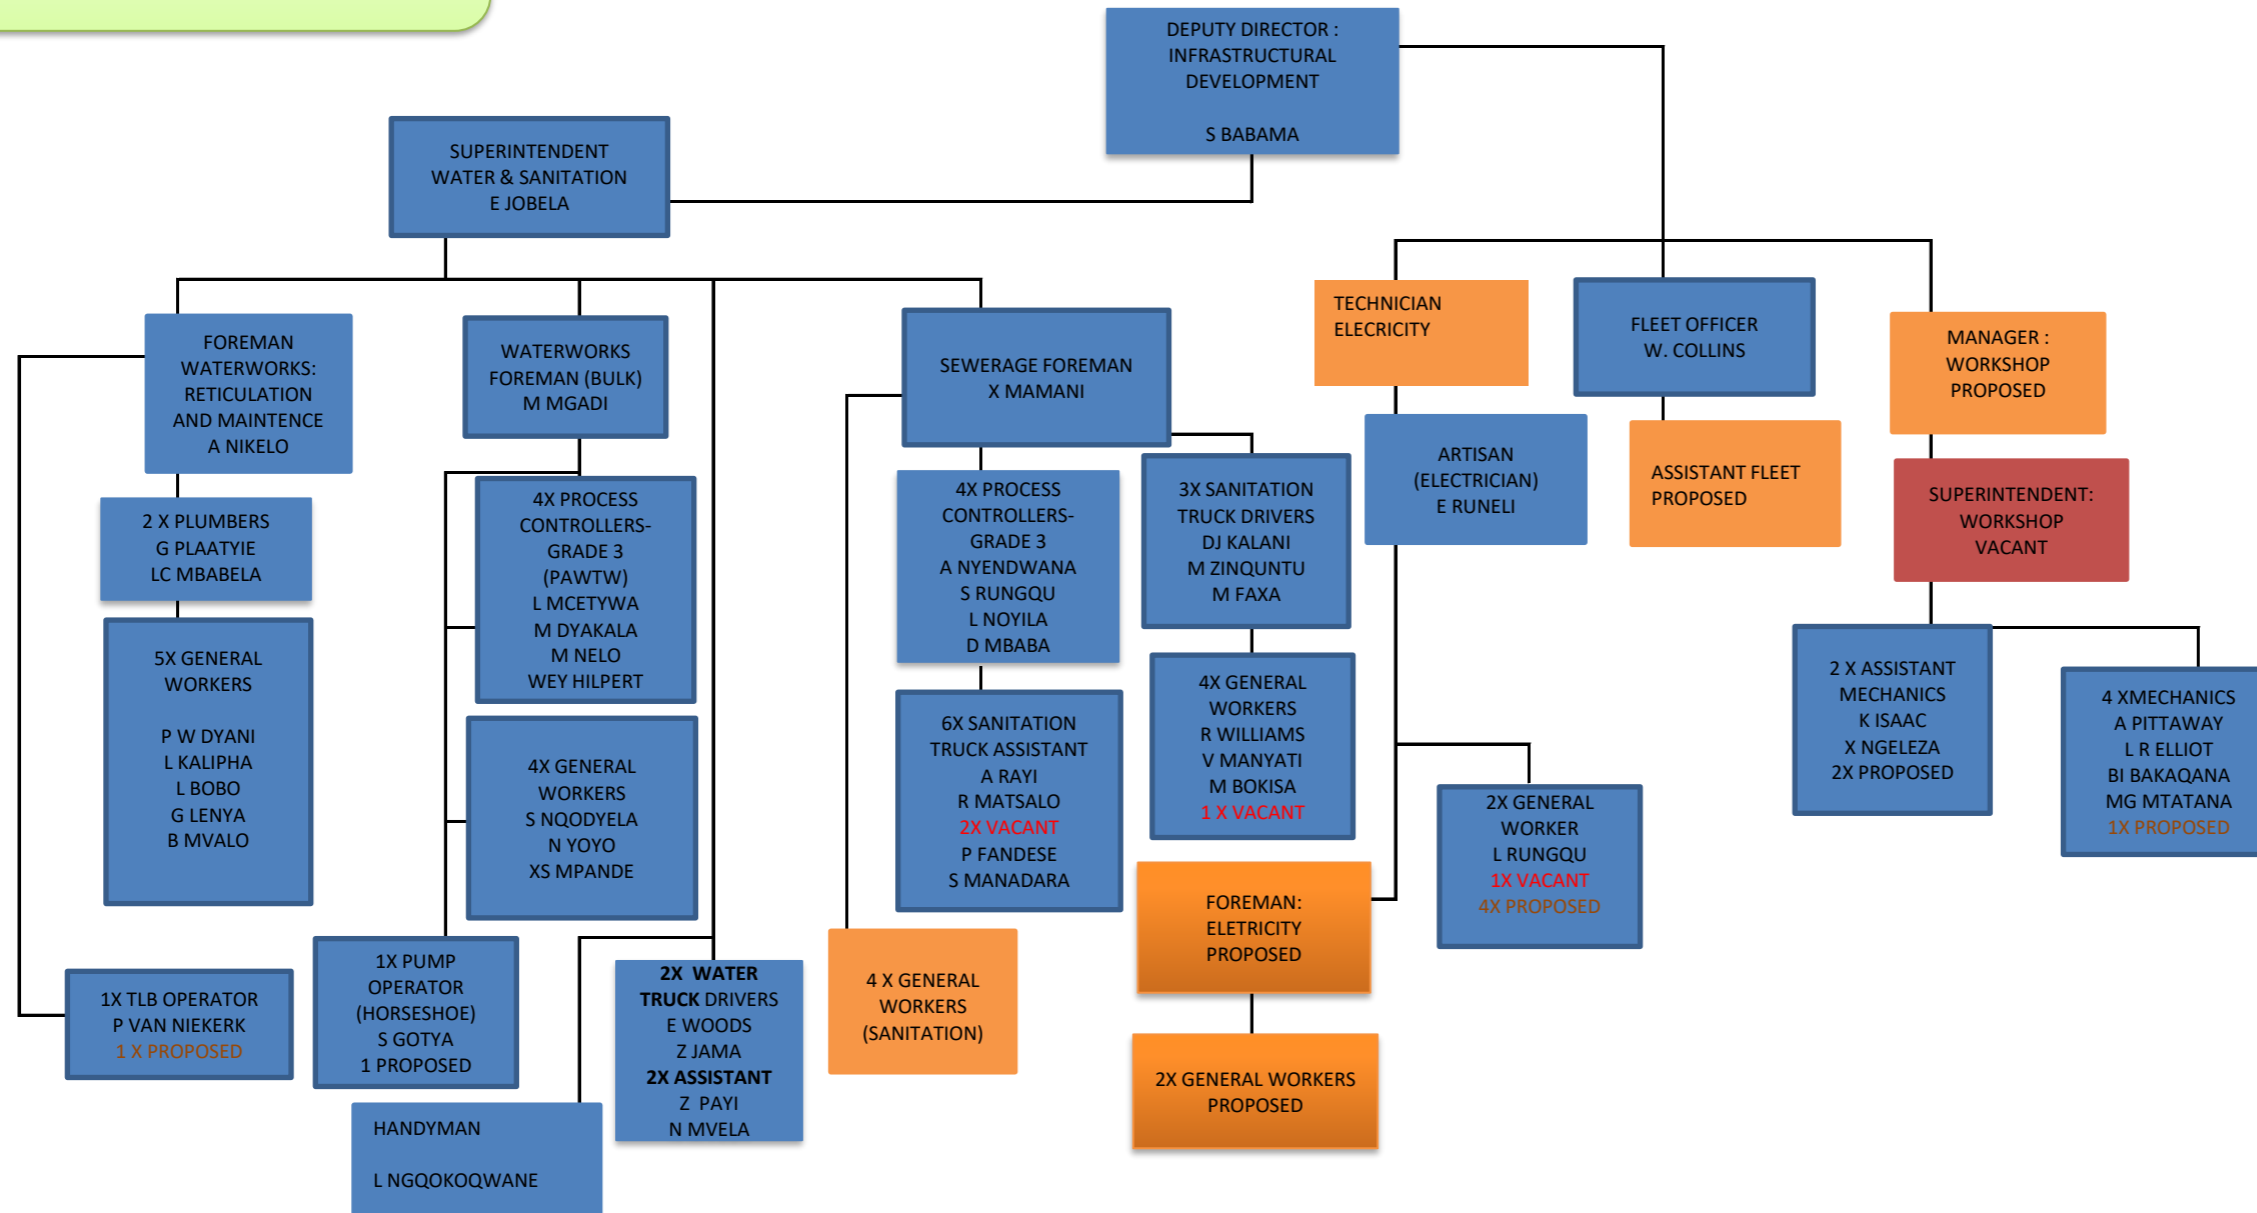 DEPUTY DIRECTOR :
INFRASTRUCTURAL
DEVELOPMENT
S BABAMA
SUPERINTENDENT
WATER & SANITATION
E JOBELA
FOREMAN
WATERWORKS:
RETICULATION
AND MAINTENCE
A NIKELO
WATERWORKS
FOREMAN (BULK)
M MGADI
SEWERAGE FOREMAN
X MAMANI
TECHNICIAN
ELECRICITY
FLEET OFFICER
W. COLLINS
MANAGER :
WORKSHOP
PROPOSED
2 X PLUMBERS
G PLAATYIE
LC MBABELA
4X PROCESS
CONTROLLERS-
GRADE 3
(PAWTW)
L MCETYWA
M DYAKALA
M NELO
WEY HILPERT
4X PROCESS
CONTROLLERS-
GRADE 3
A NYENDWANA
S RUNGQU
L NOYILA
D MBABA
3X SANITATION
TRUCK DRIVERS
DJ KALANI
M ZINQUNTU
M FAXA
ARTISAN
(ELECTRICIAN)
E RUNELI
ASSISTANT FLEET
PROPOSED
SUPERINTENDENT:
WORKSHOP
VACANT
5X GENERAL
WORKERS
P W DYANI
L KALIPHA
L BOBO
G LENYA
B MVALO
4X GENERAL
WORKERS
S NQODYELA
N YOYO
XS MPANDE
6X SANITATION
TRUCK ASSISTANT
A RAYI
R MATSALO
2X VACANT
P FANDESE
S MANADARA
4X GENERAL
WORKERS
R WILLIAMS
V MANYATI
M BOKISA
1 X VACANT
2X GENERAL
WORKER
L RUNGQU
1X VACANT
4X PROPOSED
2 X ASSISTANT
MECHANICS
K ISAAC
X NGELEZA
2X PROPOSED
4 XMECHANICS
A PITTAWAY
L R ELLIOT
BI BAKAQANA
MG MTATANA
1X PROPOSED
FOREMAN:
ELETRICITY
PROPOSED
1X TLB OPERATOR
P VAN NIEKERK
1 X PROPOSED
1X PUMP
OPERATOR
(HORSESHOE)
S GOTYA
1 PROPOSED
2X WATER
TRUCK DRIVERS
E WOODS
Z JAMA
2X ASSISTANT
Z PAYI
N MVELA
4 X GENERAL
WORKERS
(SANITATION)
2X GENERAL WORKERS
PROPOSED
HANDYMAN
L NGQOKOQWANE